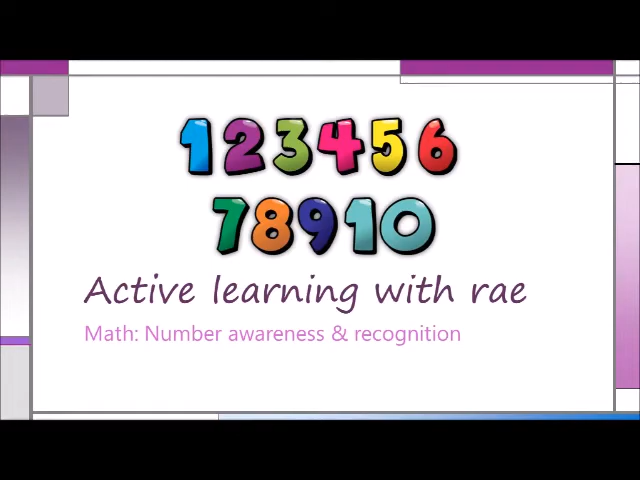 123456
78910
Active learning with rae
Math: Number awareness & recognition